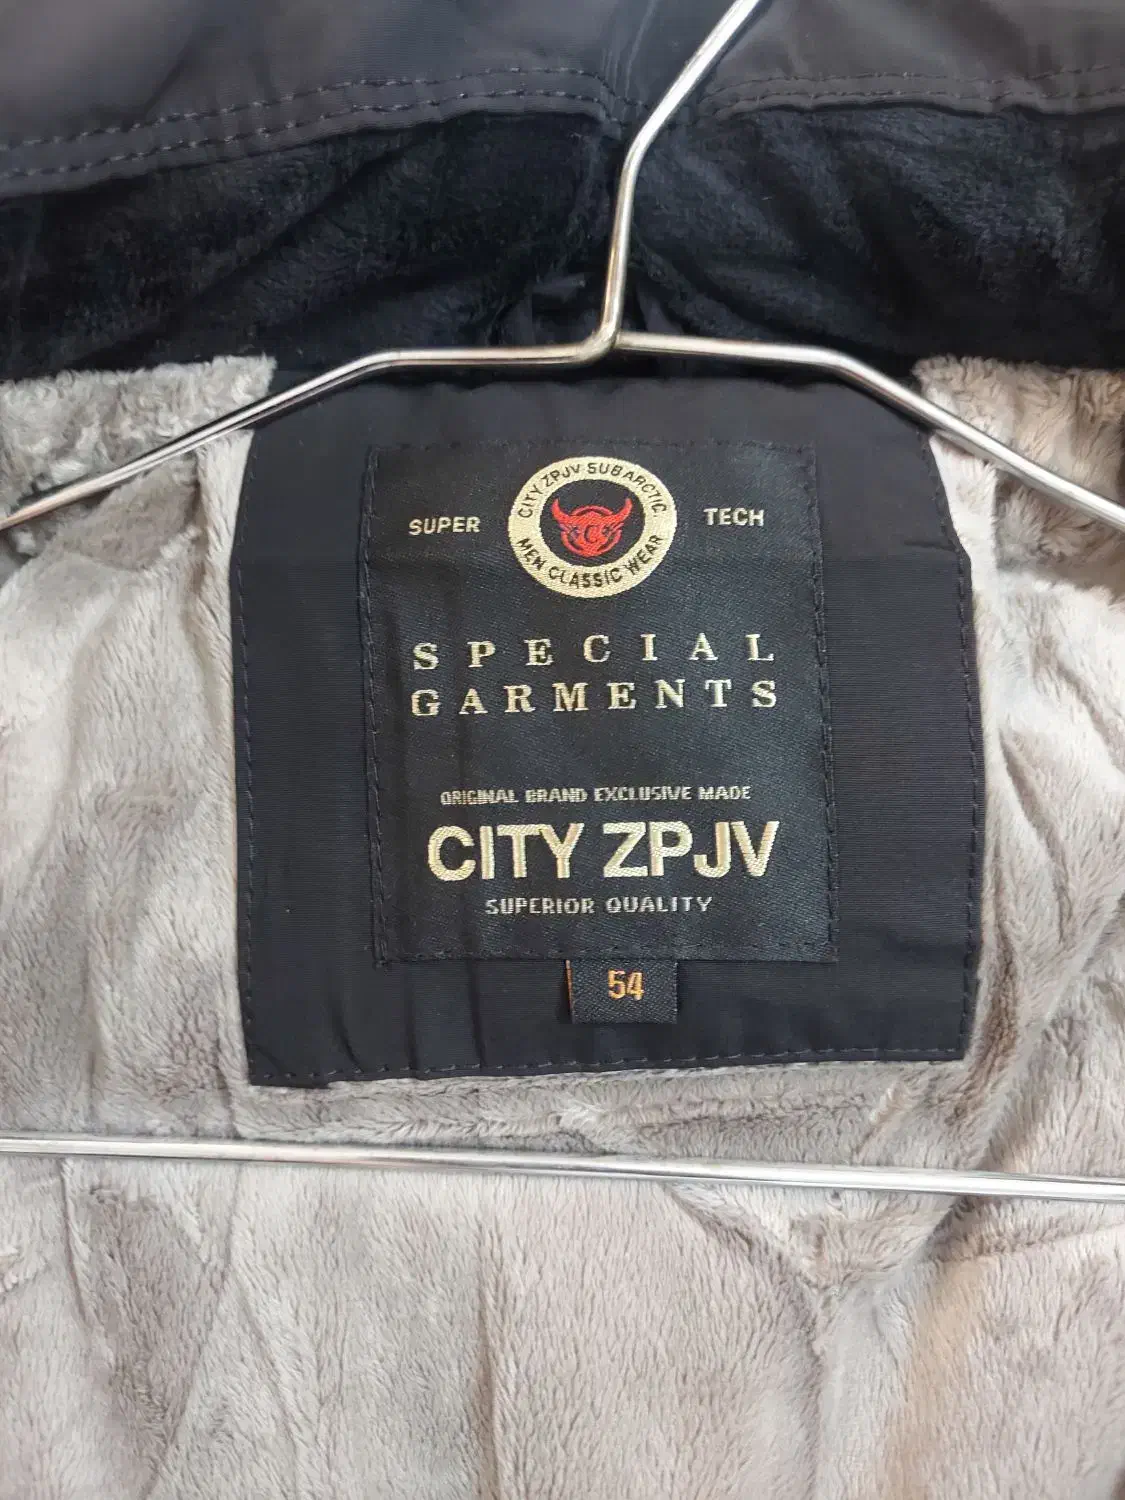 CITY ZPJV SUBARCTIC
SUPER TECH
C
MEN CLASSIC WEAR
SPECIAL
GARMENTS
ORIGINAL BRAND EXCLUSIVE MADE
CITY ZPJV
SUPERIOR QUALITY
54